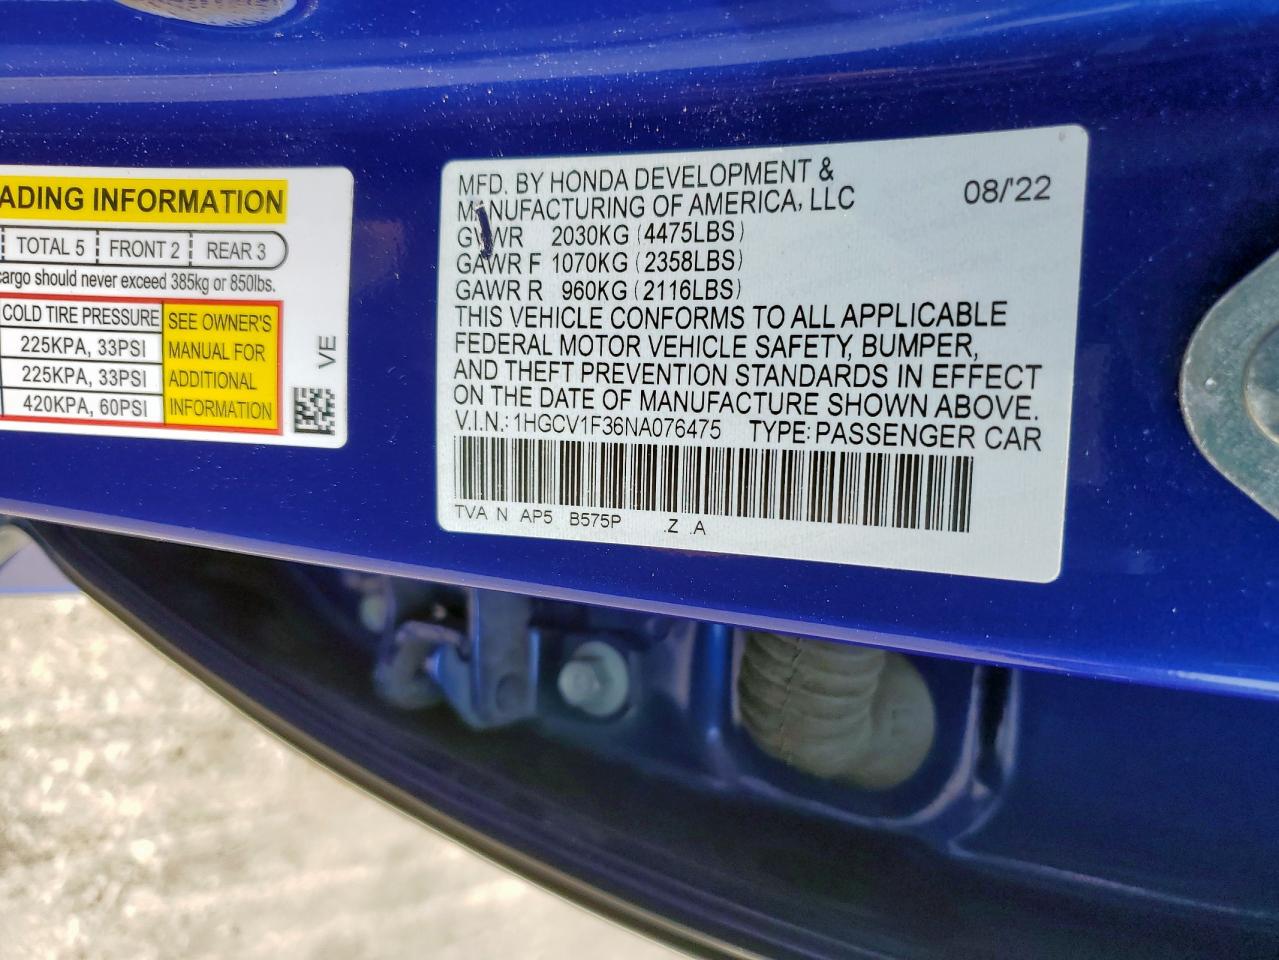 ADING INFORMATION
TOTAL 5 FRONT 2 REAR 3
cargo should never exceed 385kg or 850lbs.
COLD TIRE PRESSURE
225KPA, 33PSI
225KPA, 33PSI
420KPA, 60PSI
SEE OWNER'S
MANUAL FOR
ADDITIONAL
INFORMATION
VE
MFD. BY HONDA DEVELOPMENT &
MANUFACTURING OF AMERICA, LLC
08/'22
GVWR 2030KG (4475LBS)
GAWR F 1070KG (2358LBS)
GAWR R 960KG (2116LBS)
THIS VEHICLE CONFORMS TO ALL APPLICABLE
FEDERAL MOTOR VEHICLE SAFETY, BUMPER,
AND THEFT PREVENTION STANDARDS IN EFFECT
ON THE DATE OF MANUFACTURE SHOWN ABOVE.
V.I.N.: 1HGCV1F36NA076475 TYPE: PASSENGER CAR
TVA N AP5 B575P .Z .A